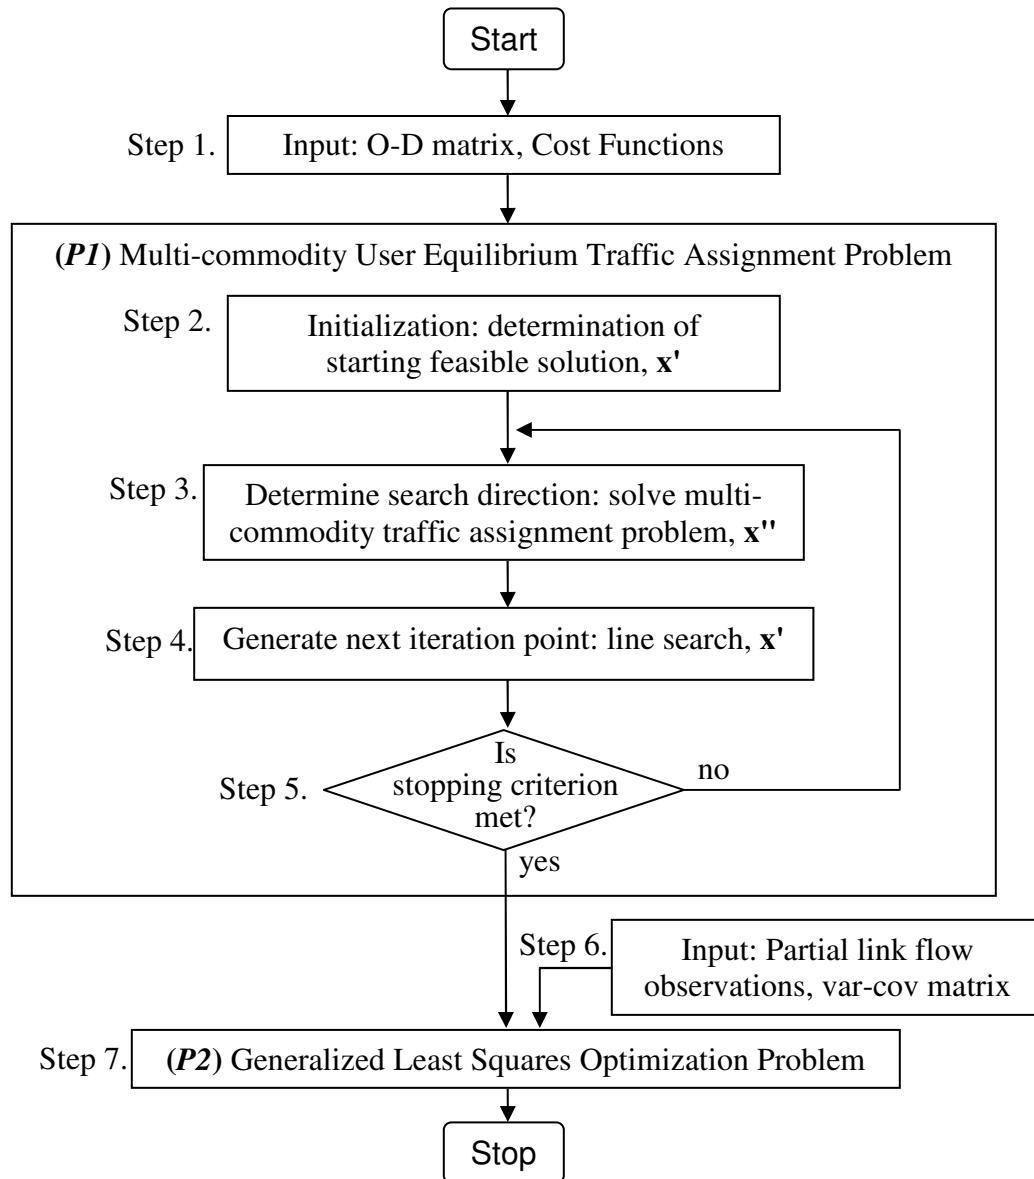 Start
Step 1.
Input: O-D matrix, Cost Functions
(P1) Multi-commodity User Equilibrium Traffic Assignment Problem
Step 2.
Initialization: determination of
starting feasible solution, x'
Step 3.
Determine search direction: solve multi-
commodity traffic assignment problem, x''
Step 4.
Generate next iteration point: line search, x'
Step 5.
Is
stopping criterion
met?
no
yes
Step 6.
Input: Partial link flow
observations, var-cov matrix
Step 7.
(P2) Generalized Least Squares Optimization Problem
Stop